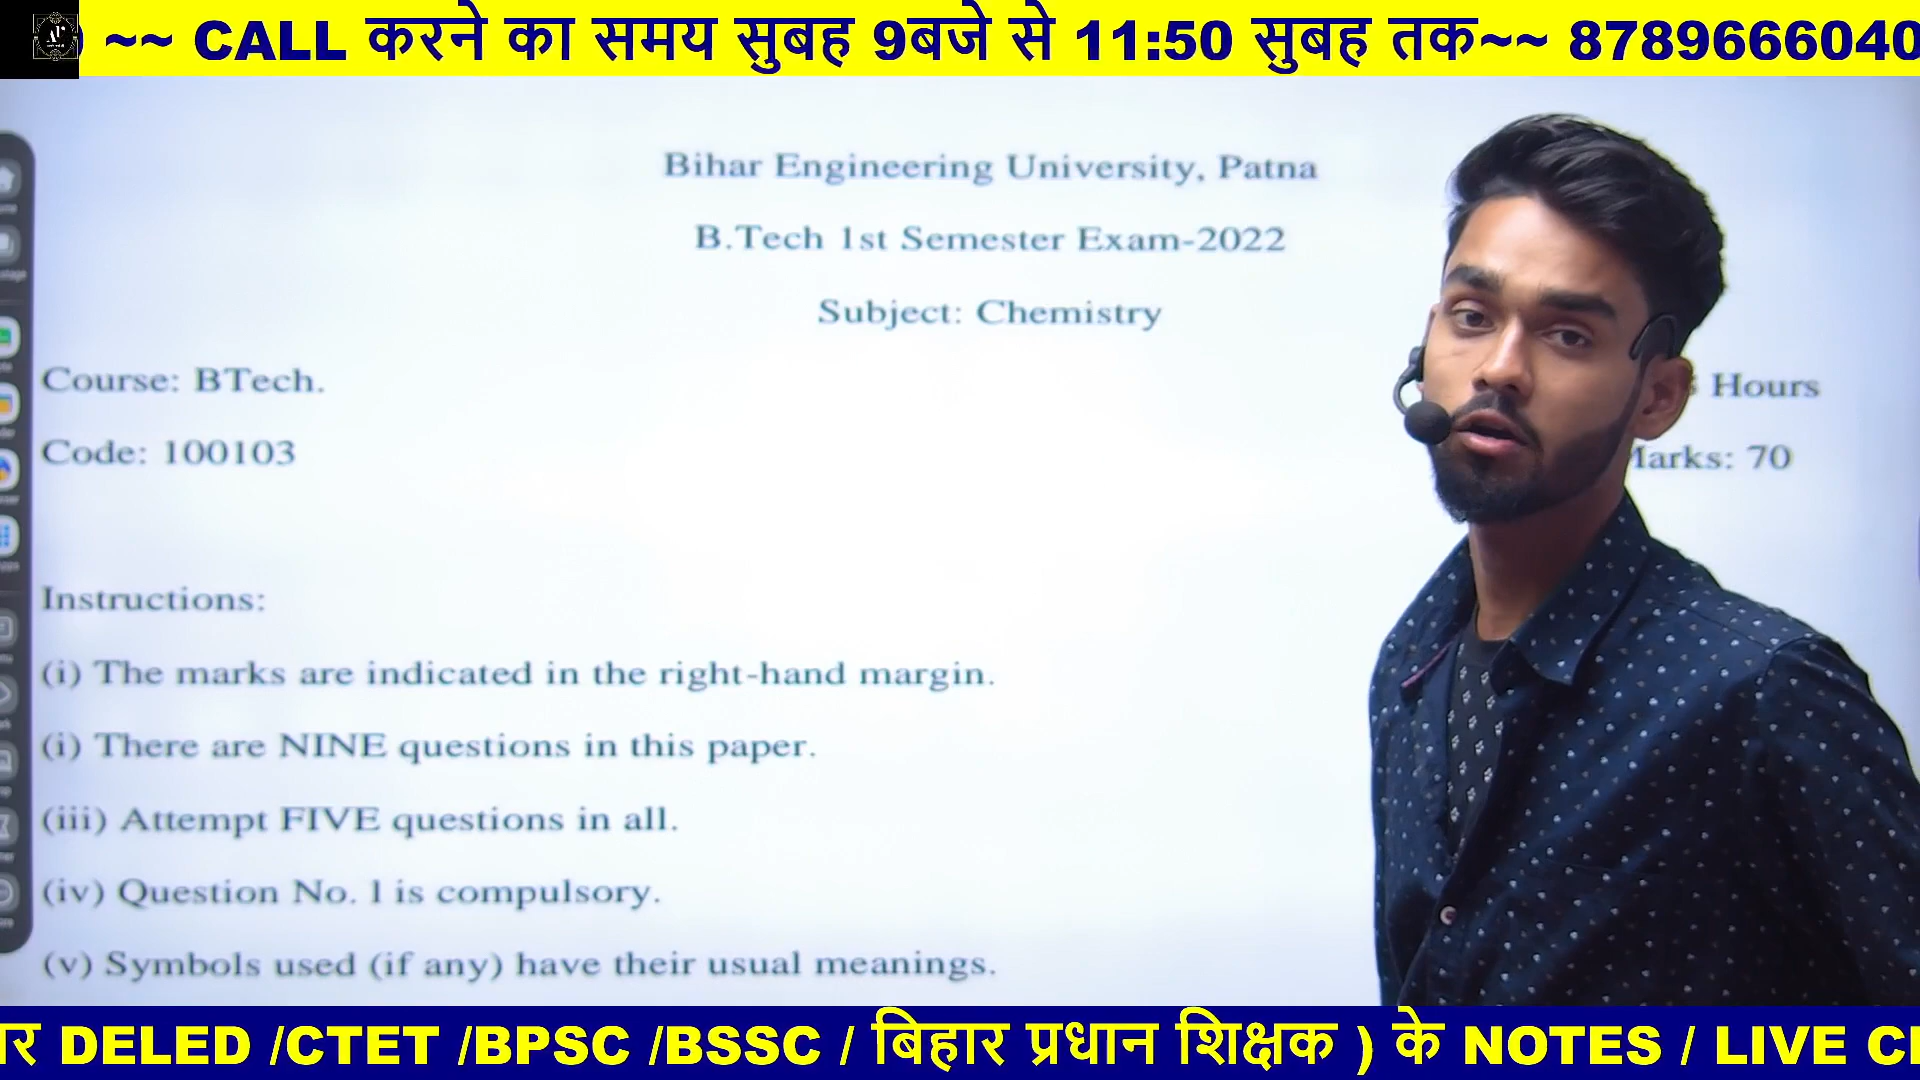 ~~ CALL करने का समय सुबह 9बजे से 11:50 सुबह तक~~ 8789666040
Bihar Engineering University, Patna
B.Tech 1st Semester Exam-2022
Subject: Chemistry
Course: BTech.
Hours
Code: 100103
Marks: 70
Instructions:
(i) The marks are indicated in the right-hand margin.
(i) There are NINE questions in this paper.
(iii) Attempt FIVE questions in all.
(iv) Question No. 1 is compulsory.
(v) Symbols used (if any) have their usual meanings.
DELED /CTET /BPSC /BSSC / बिहार प्रधान शिक्षक ) के NOTES / LIVE